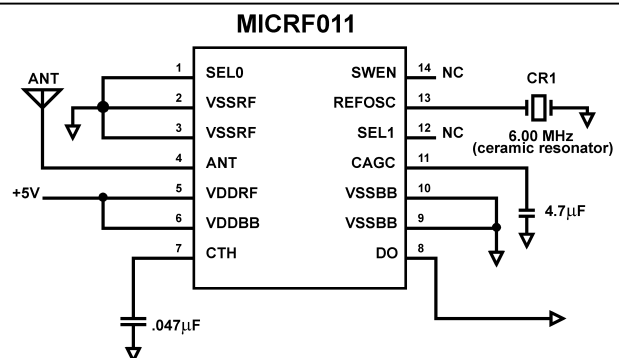 MICRF011
ANT
+5V
1 SEL0
2 VSSRF
3 VSSRF
4 ANT
5 VDDRF
6 VDDBB
7 CTH
.047µF
SWEN 14 NC
REFOSC 13
SEL1 12 NC
CAGC 11
VSSBB 10
VSSBB 9
DO 8
CR1
6.00 MHz
(ceramic resonator)
4.7µF